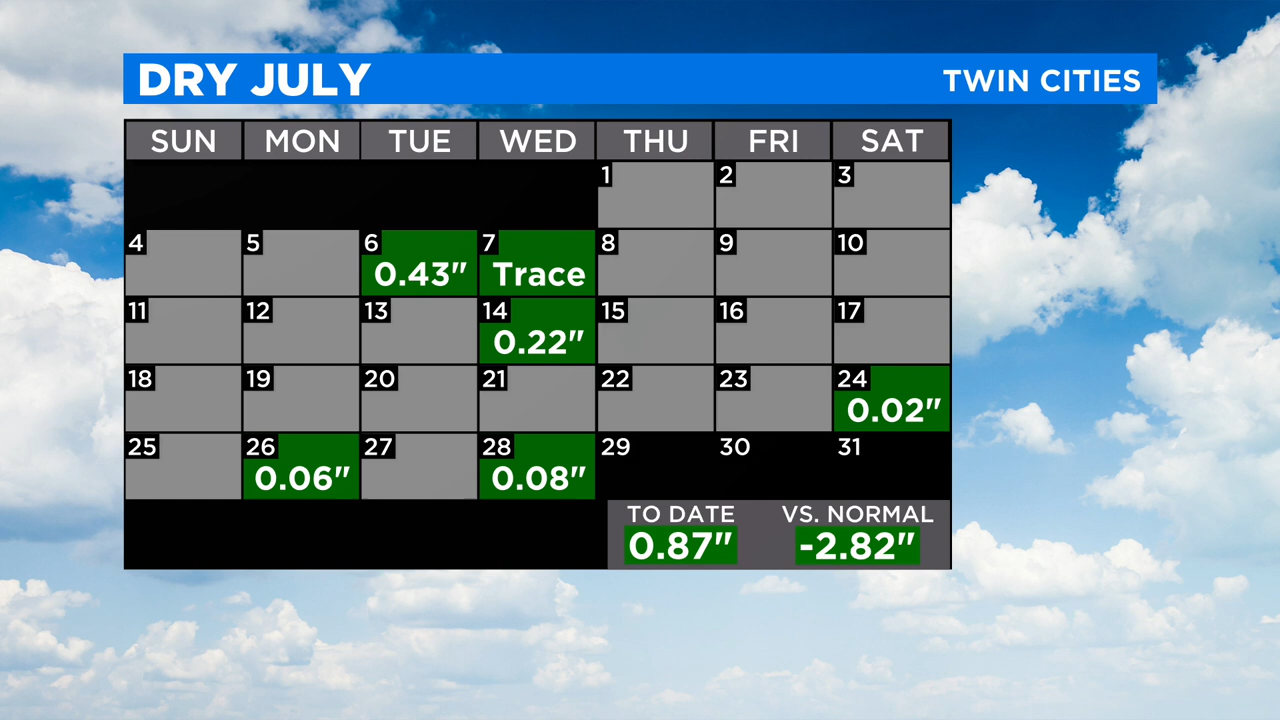 DRY JULY
TWIN CITIES
SUN MON TUE WED THU FRI SAT
1 2 3
4 5 6 7 8 9 10
0.43" Trace
11 12 13 14 15 16 17
0.22"
18 19 20 21 22 23 24
0.02"
25 26 27 28 29 30 31
0.06" 0.08"
TO DATE VS. NORMAL
0.87" -2.82"